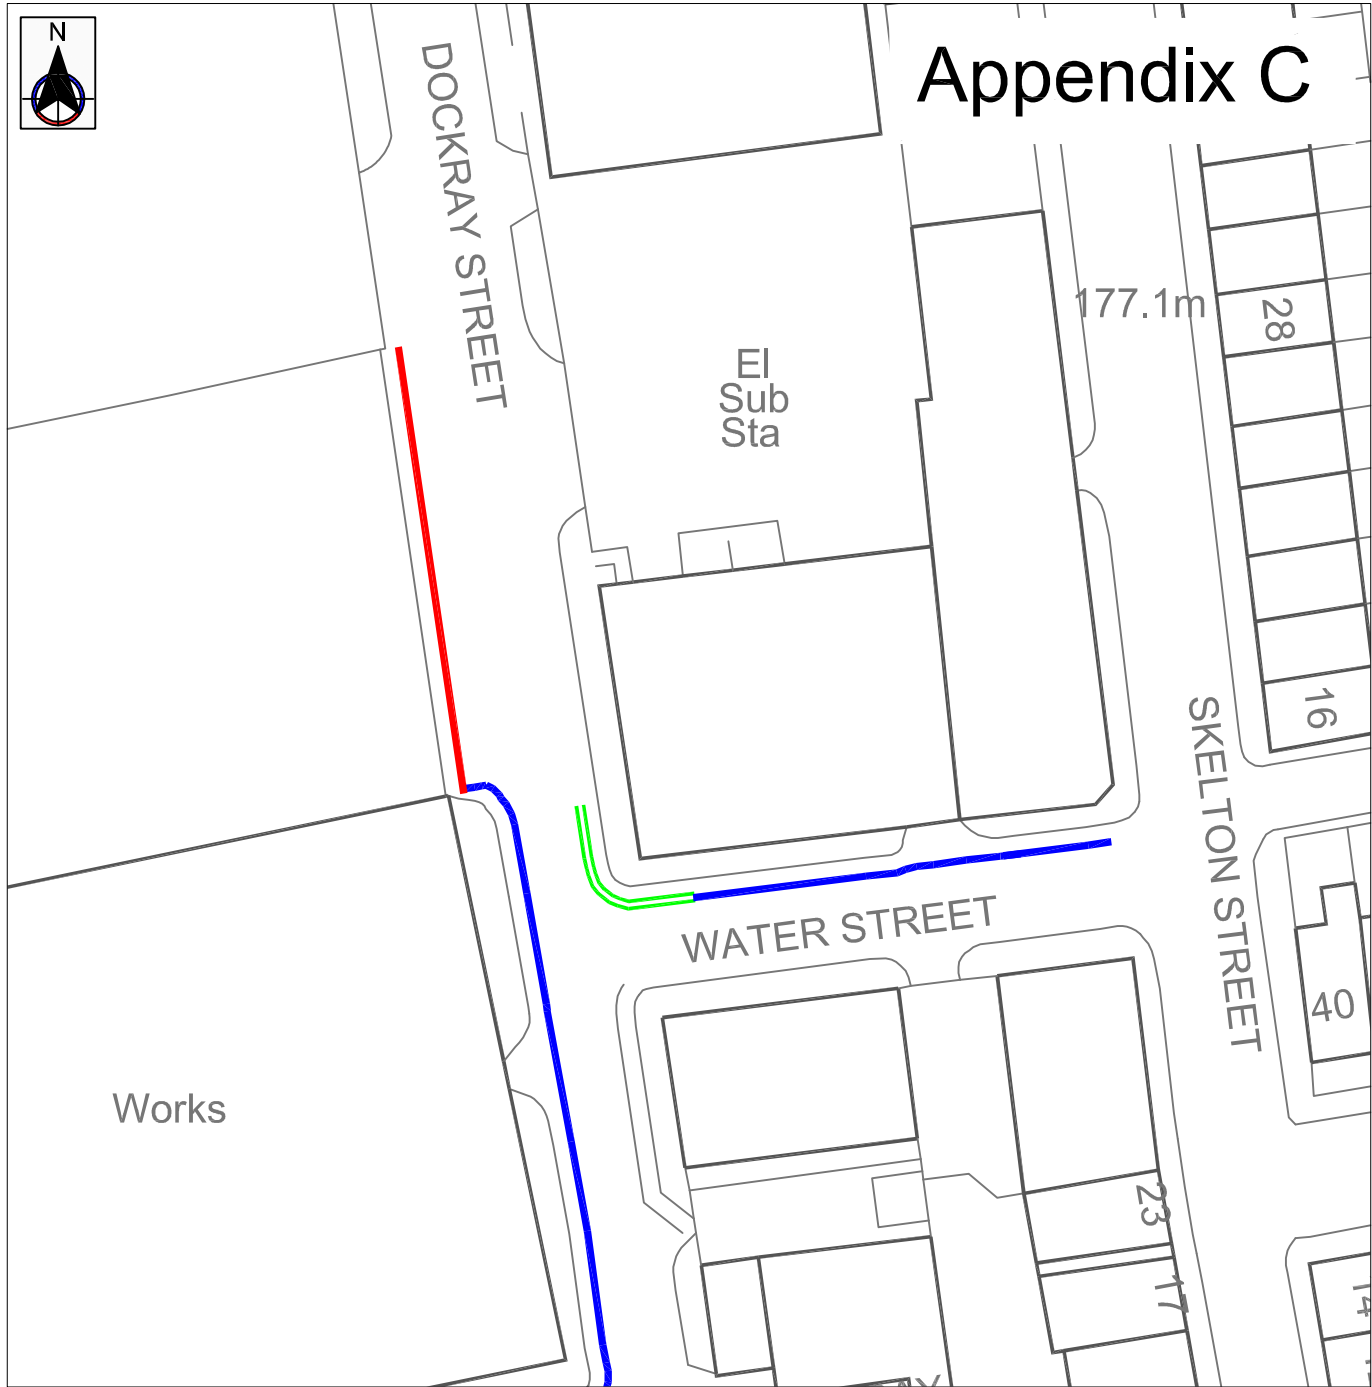 N
Appendix C
DOCKRAY STREET
177.1m
28
El
Sub
Sta
16
SKELTON STREET
WATER STREET
40
Works
23
17